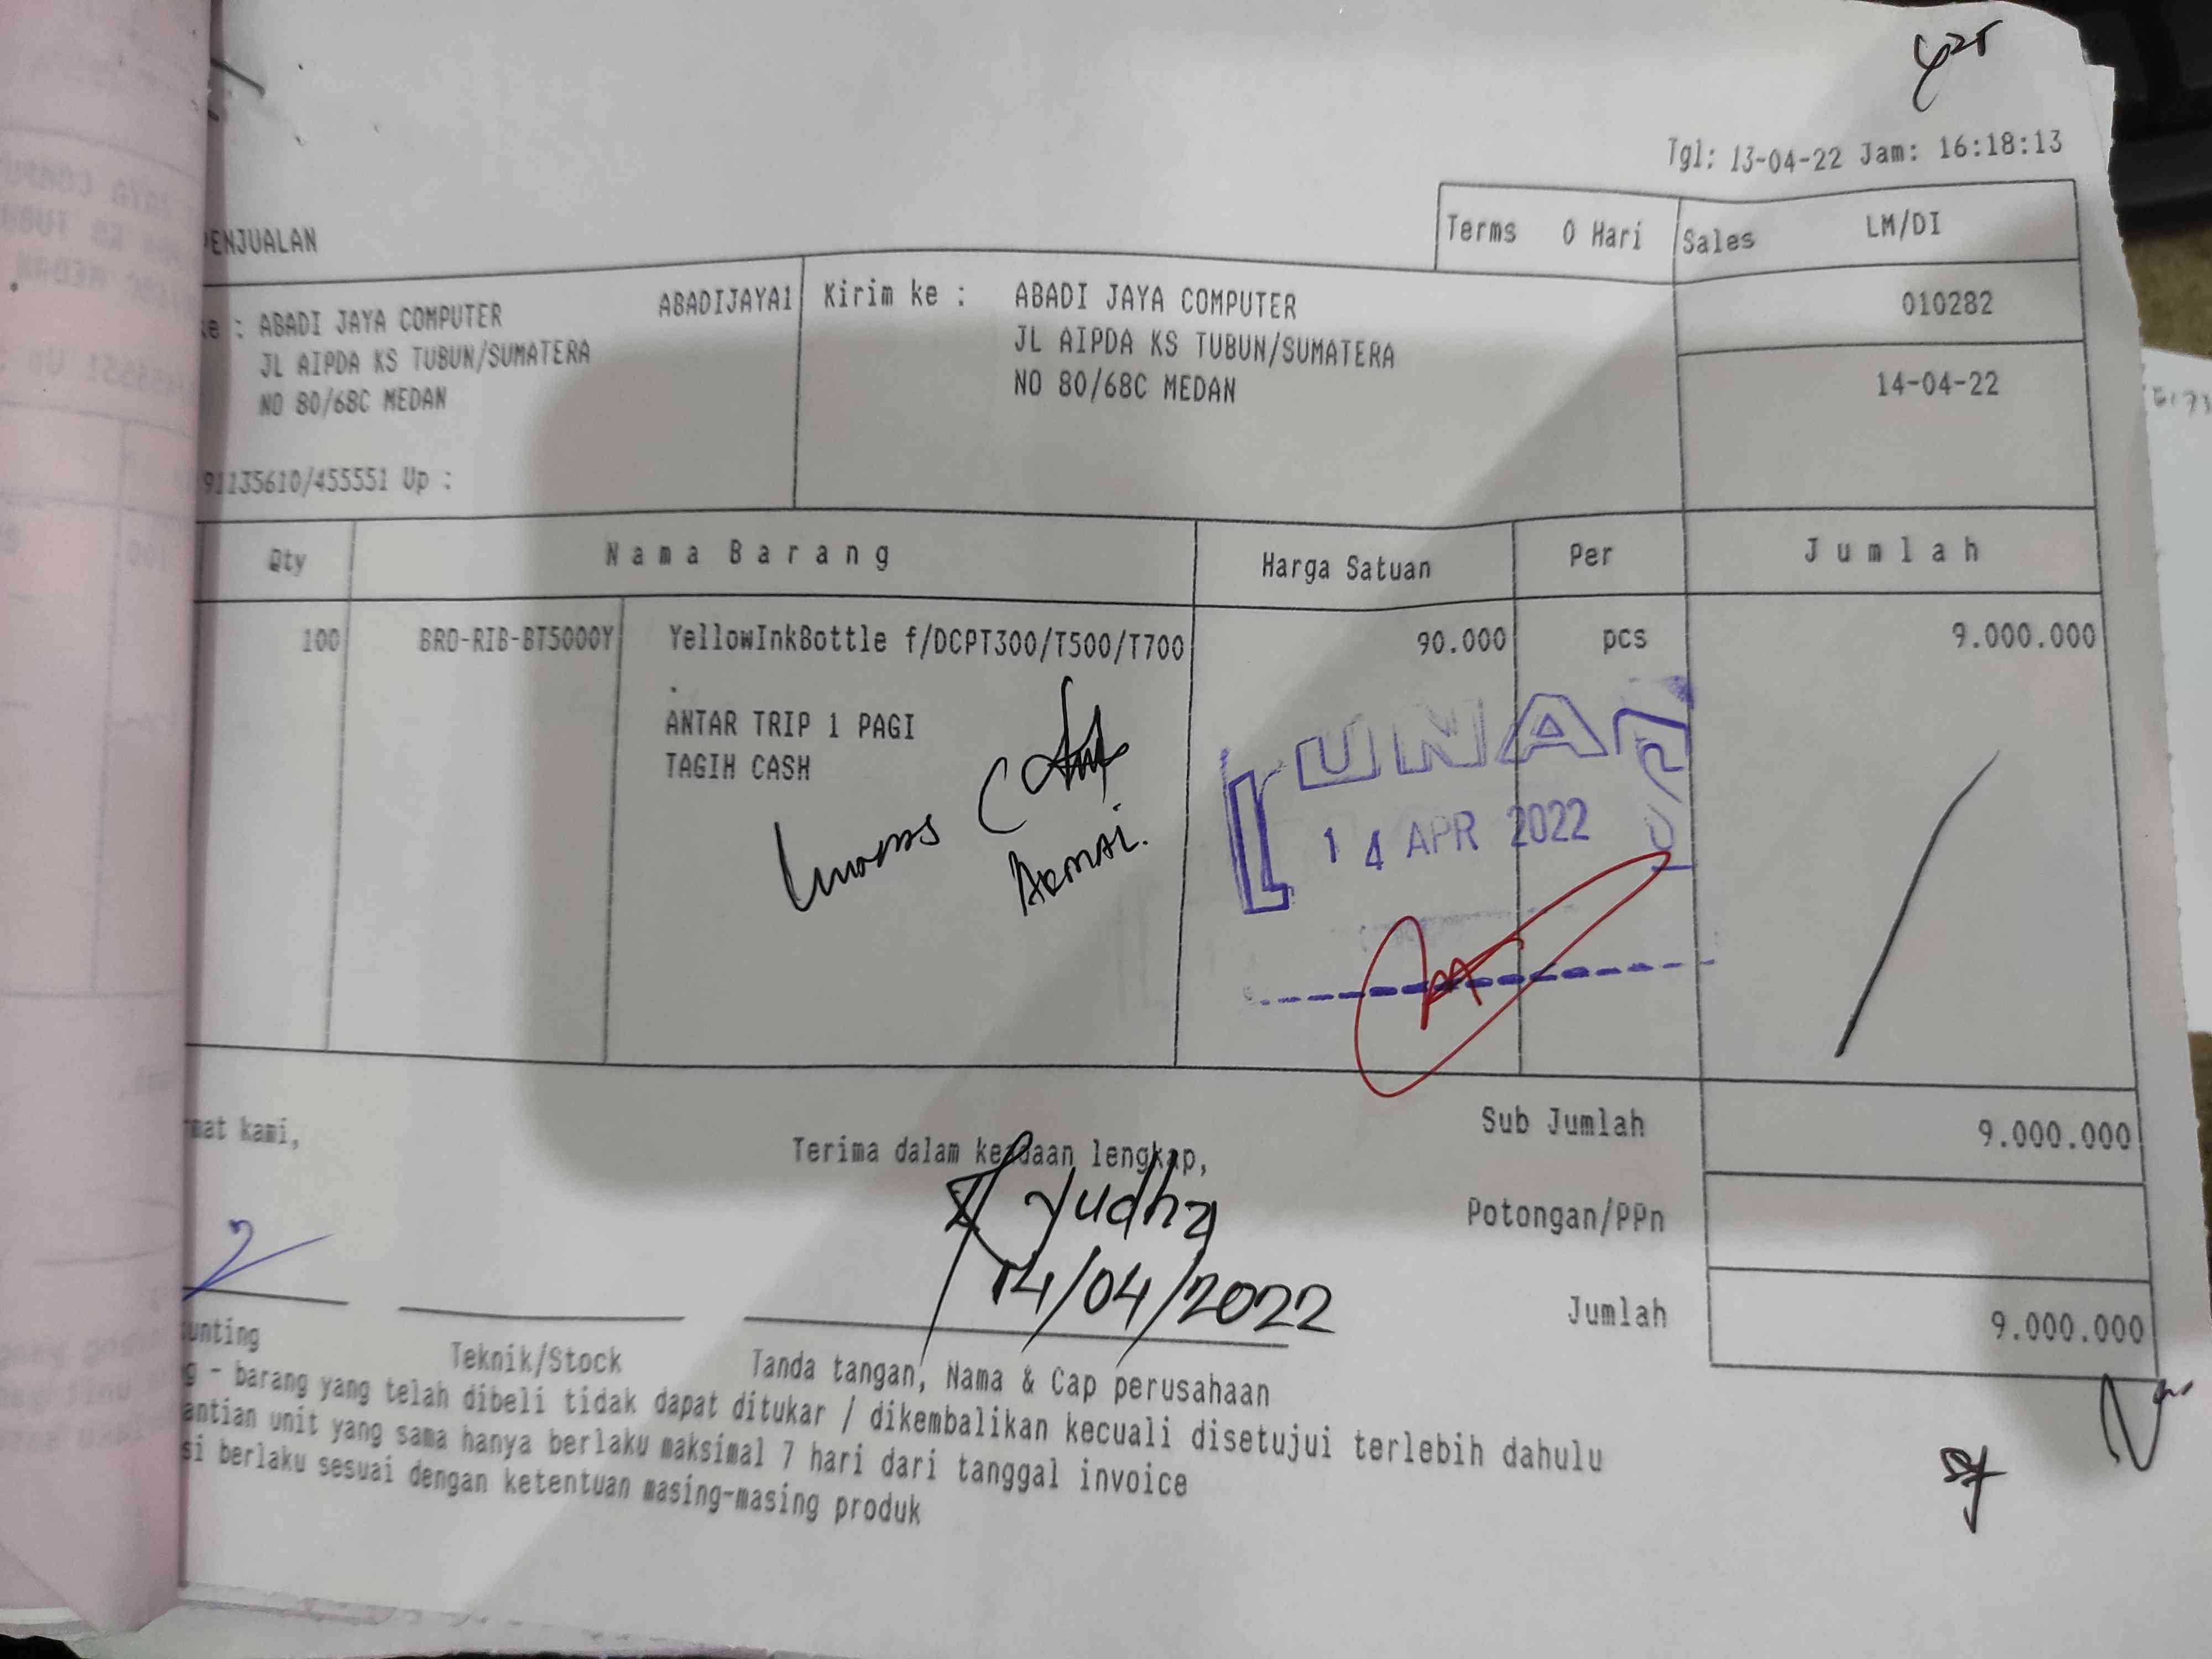 Tgl: 13-04-22 Jam: 16:18:13
PENJUALAN
Terms 0 Hari Sales LM/DI
ke : ABADI JAYA COMPUTER ABADIJAYA1
JL AIPDA KS TUBUN/SUMATERA
NO 80/68C MEDAN
91135610/455551 Up :
Kirim ke : ABADI JAYA COMPUTER
JL AIPDA KS TUBUN/SUMATERA
NO 80/68C MEDAN
010282
14-04-22
Qty Nama Barang Harga Satuan Per Jumlah
100 BRO-RIB-BT5000Y YellowInkBottle f/DCPT300/T500/T700 90.000 pcs 9.000.000
.
ANTAR TRIP 1 PAGI
TAGIH CASH
LUNAS
14 APR 2022
mat kami,
Terima dalam keadaan lengkap,
Yudha
14/04/2022
Sub Jumlah 9.000.000
Potongan/PPn
Jumlah 9.000.000
unting
Teknik/Stock
Tanda tangan, Nama & Cap perusahaan
g - barang yang telah dibeli tidak dapat ditukar / dikembalikan kecuali disetujui terlebih dahulu
antian unit yang sama hanya berlaku maksimal 7 hari dari tanggal invoice
si berlaku sesuai dengan ketentuan masing-masing produk